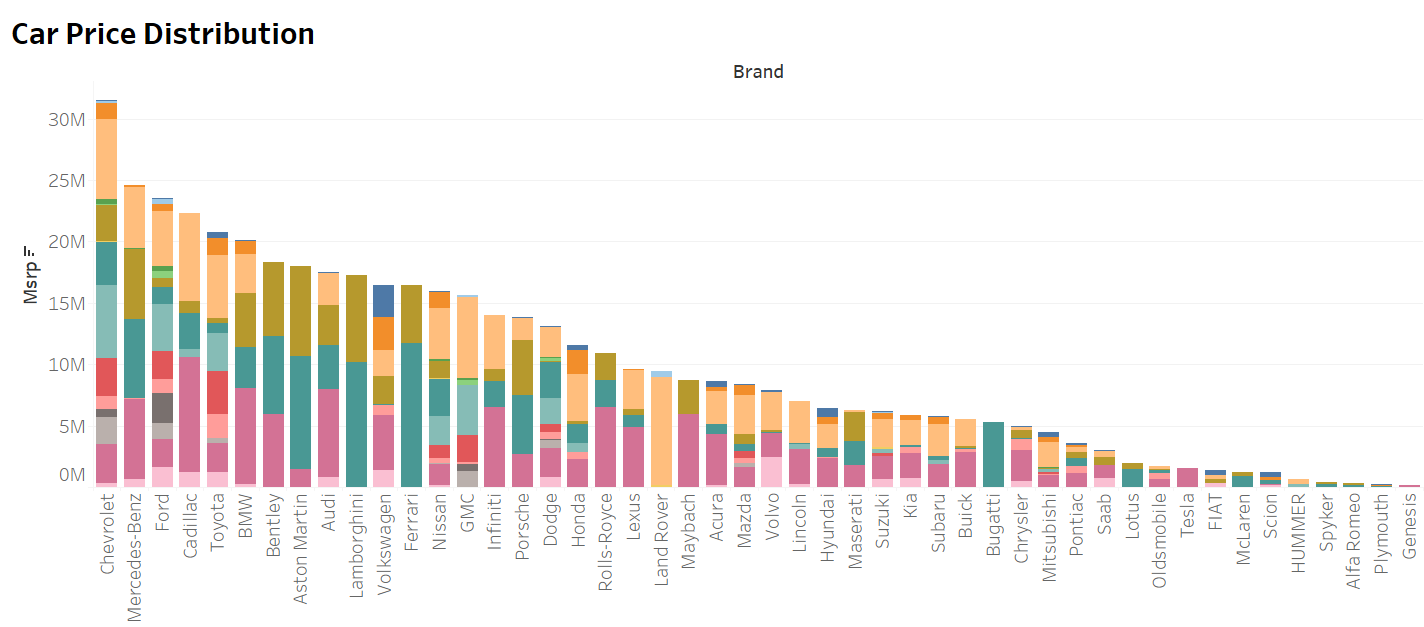 Car Price Distribution
Brand
Msrp
30M
25M
20M
15M
10M
5M
0M
Chevrolet
Mercedes-Benz
Ford
Cadillac
Toyota
BMW
Bentley
Aston Martin
Audi
Lamborghini
Volkswagen
Ferrari
Nissan
GMC
Infiniti
Porsche
Dodge
Honda
Rolls-Royce
Lexus
Land Rover
Maybach
Acura
Mazda
Volvo
Lincoln
Hyundai
Maserati
Suzuki
Kia
Subaru
Buick
Bugatti
Chrysler
Mitsubishi
Pontiac
Saab
Lotus
Oldsmobile
Tesla
FIAT
McLaren
Scion
HUMMER
Spyker
Alfa Romeo
Plymouth
Genesis